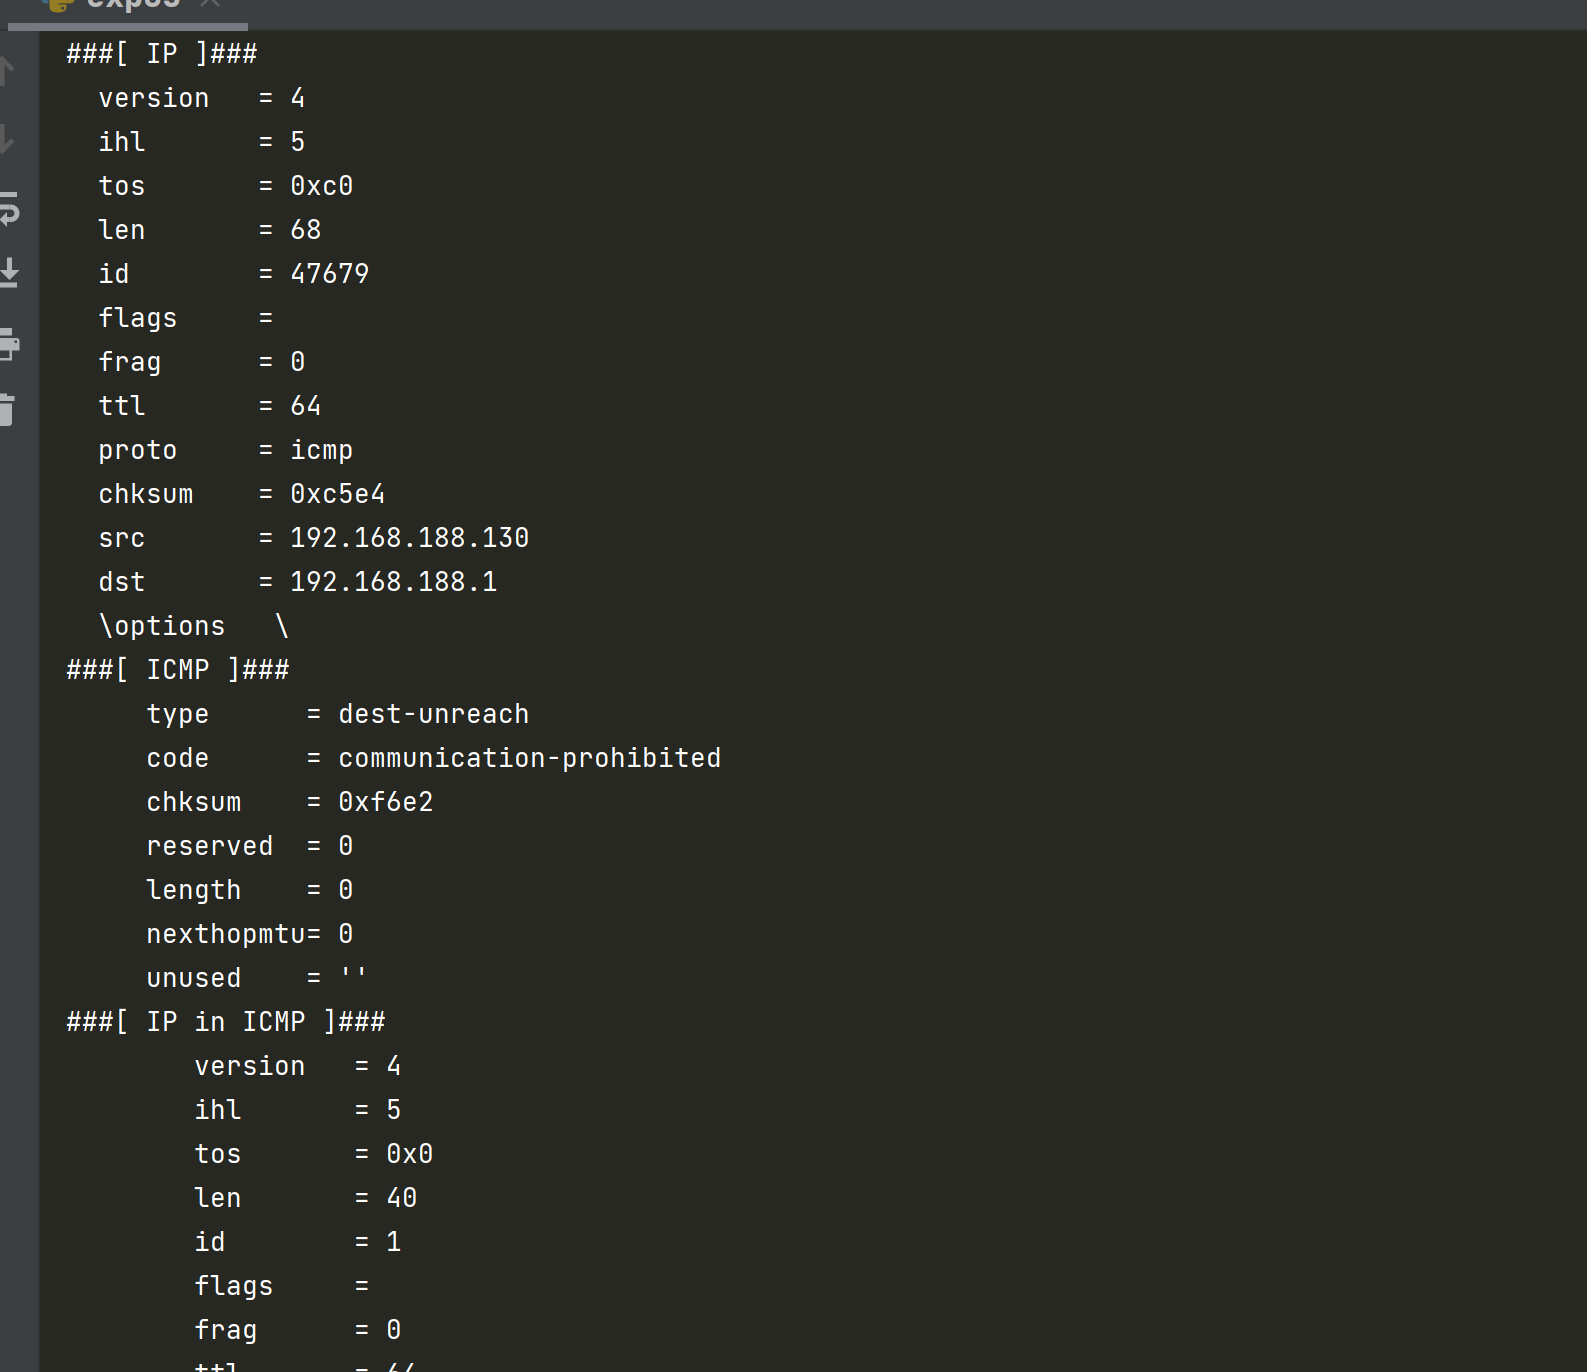 ###[ IP ]###
version = 4
ihl = 5
tos = 0xc0
len = 68
id = 47679
flags =
frag = 0
ttl = 64
proto = icmp
chksum = 0xc5e4
src = 192.168.188.130
dst = 192.168.188.1
\options \
###[ ICMP ]###
type = dest-unreach
code = communication-prohibited
chksum = 0xf6e2
reserved = 0
length = 0
nexthopmtu= 0
unused = ''
###[ IP in ICMP ]###
version = 4
ihl = 5
tos = 0x0
len = 40
id = 1
flags =
frag = 0